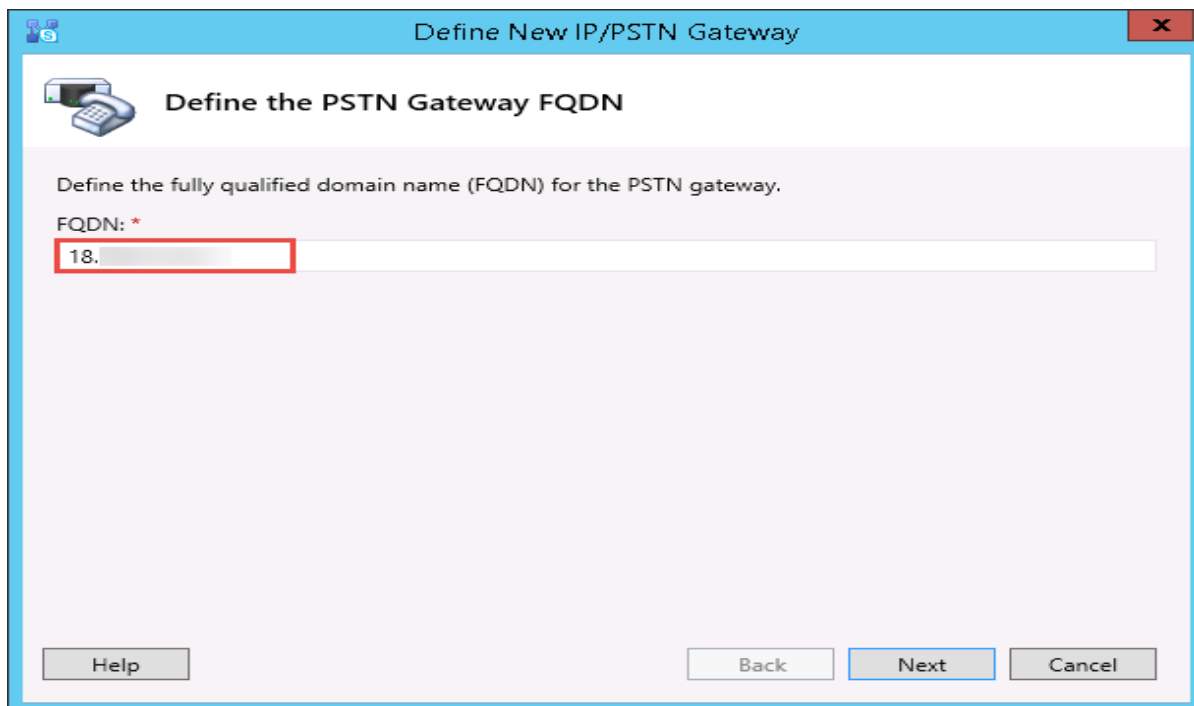 Define New IP/PSTN Gateway
Define the PSTN Gateway FQDN
Define the fully qualified domain name (FQDN) for the PSTN gateway.
FQDN: *
18.
Help Back Next Cancel